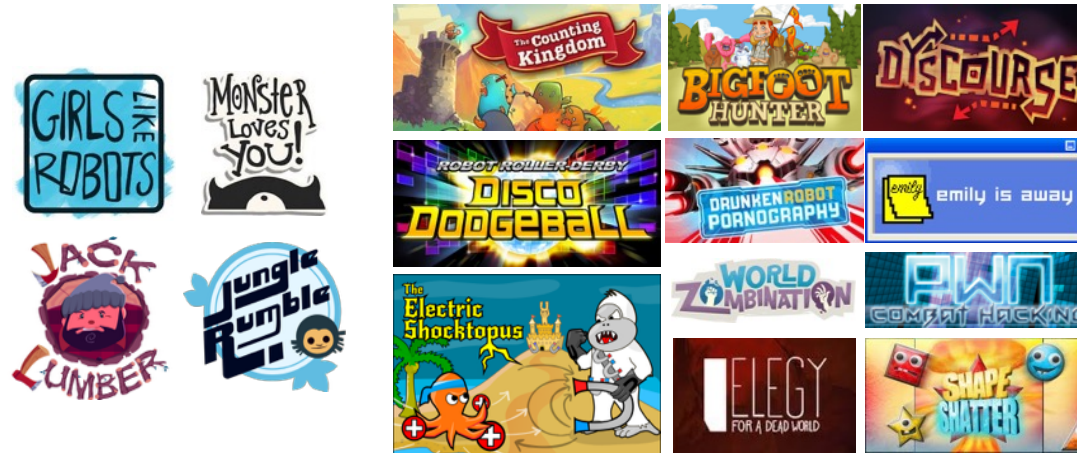 GIRLS
LIKE
ROBOTS
MONSTER
LOVES
YOU!
JACK
LUMBER
Jungle
Rumble
The Counting
Kingdom
BIGFOOT
HUNTER
DYSCOURSE
ROBOT ROLLER-DERBY
DISCO
DODGEBALL
DRUNKEN ROBOT
PORNOGRAPHY
emily
emily is away
The
Electric
Shocktopus
WORLD
ZOMBINATION
PWN
COMBAT HACKING
ELEGY
FOR A DEAD WORLD
SHAPE
SHATTER